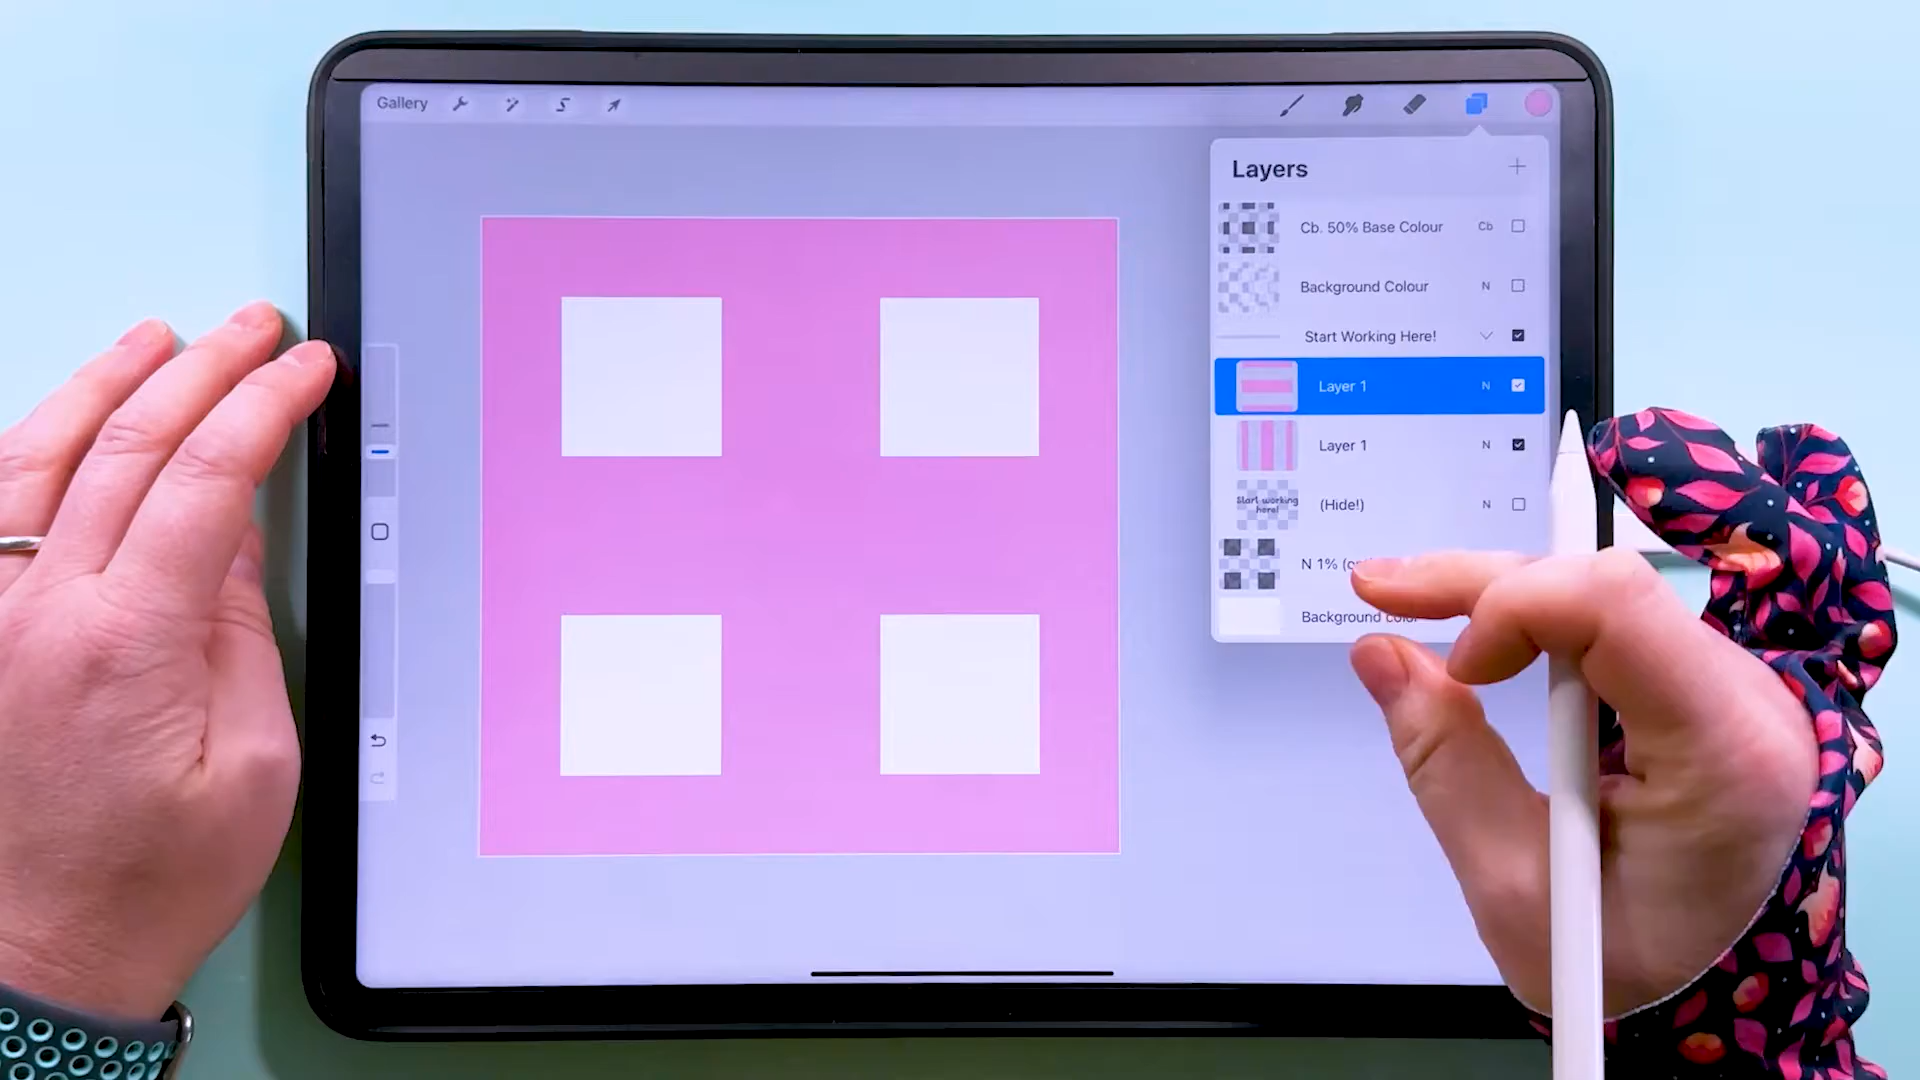 Gallery
Layers
Cb. 50% Base Colour Cb
Background Colour N
Start Working Here!
Layer 1 N
Layer 1 N
Start working
here!
(Hide!) N
N 1%
Background color